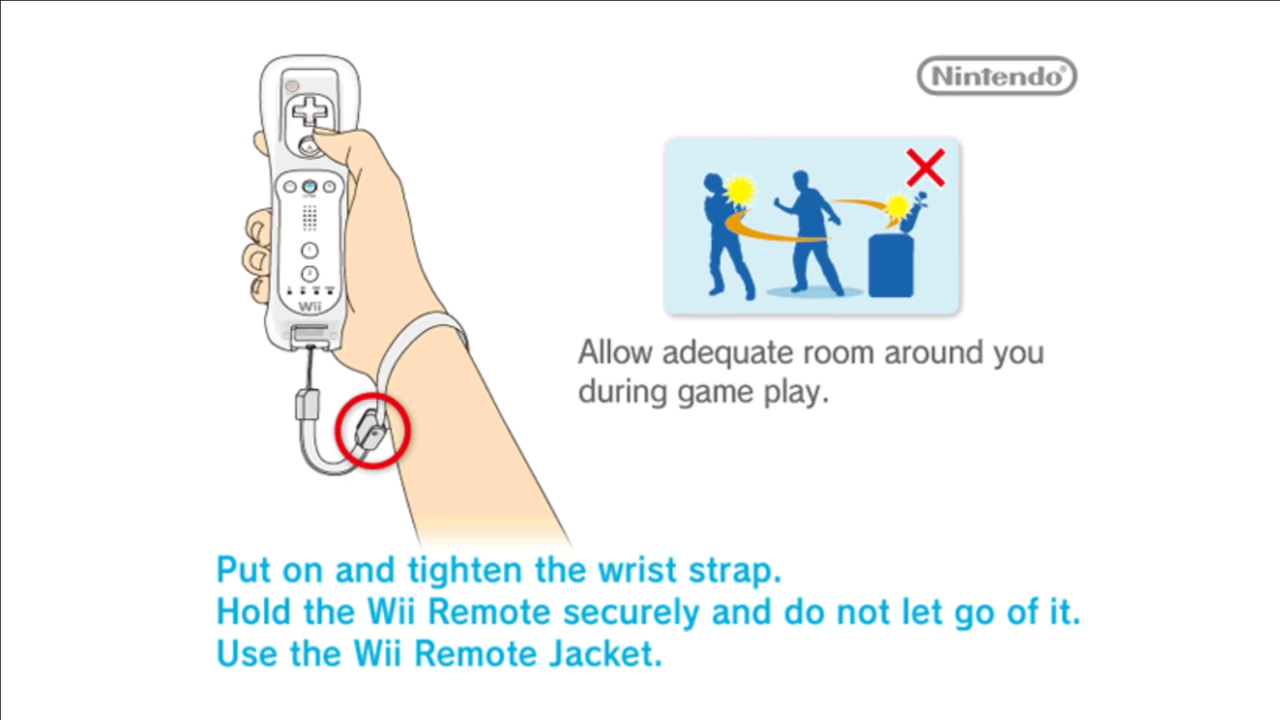 Nintendo®
Allow adequate room around you
during game play.
Wii
Put on and tighten the wrist strap.
Hold the Wii Remote securely and do not let go of it.
Use the Wii Remote Jacket.